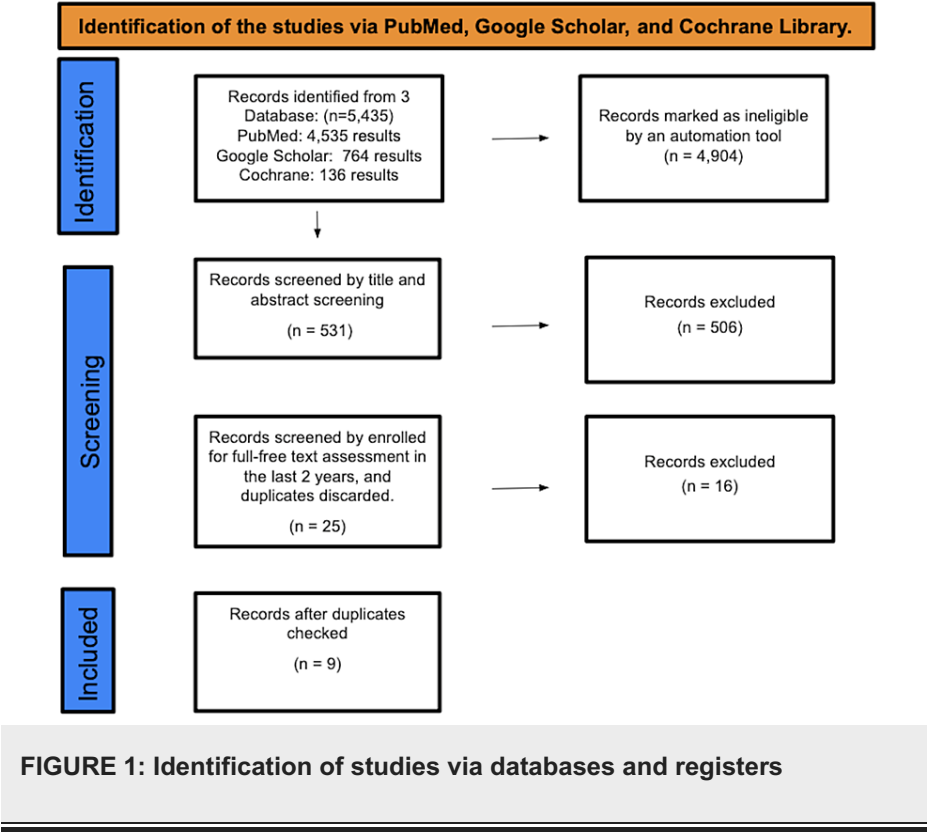 Identification of the studies via PubMed, Google Scholar, and Cochrane Library.
Identification
Records identified from 3
Database: (n=5,435)
PubMed: 4,535 results
Google Scholar: 764 results
Cochrane: 136 results
Records marked as ineligible
by an automation tool
(n = 4,904)
Screening
Records screened by title and
abstract screening
(n = 531)
Records excluded
(n = 506)
Records screened by enrolled
for full-free text assessment in
the last 2 years, and
duplicates discarded.
(n = 25)
Records excluded
(n = 16)
Included
Records after duplicates
checked
(n = 9)
FIGURE 1: Identification of studies via databases and registers